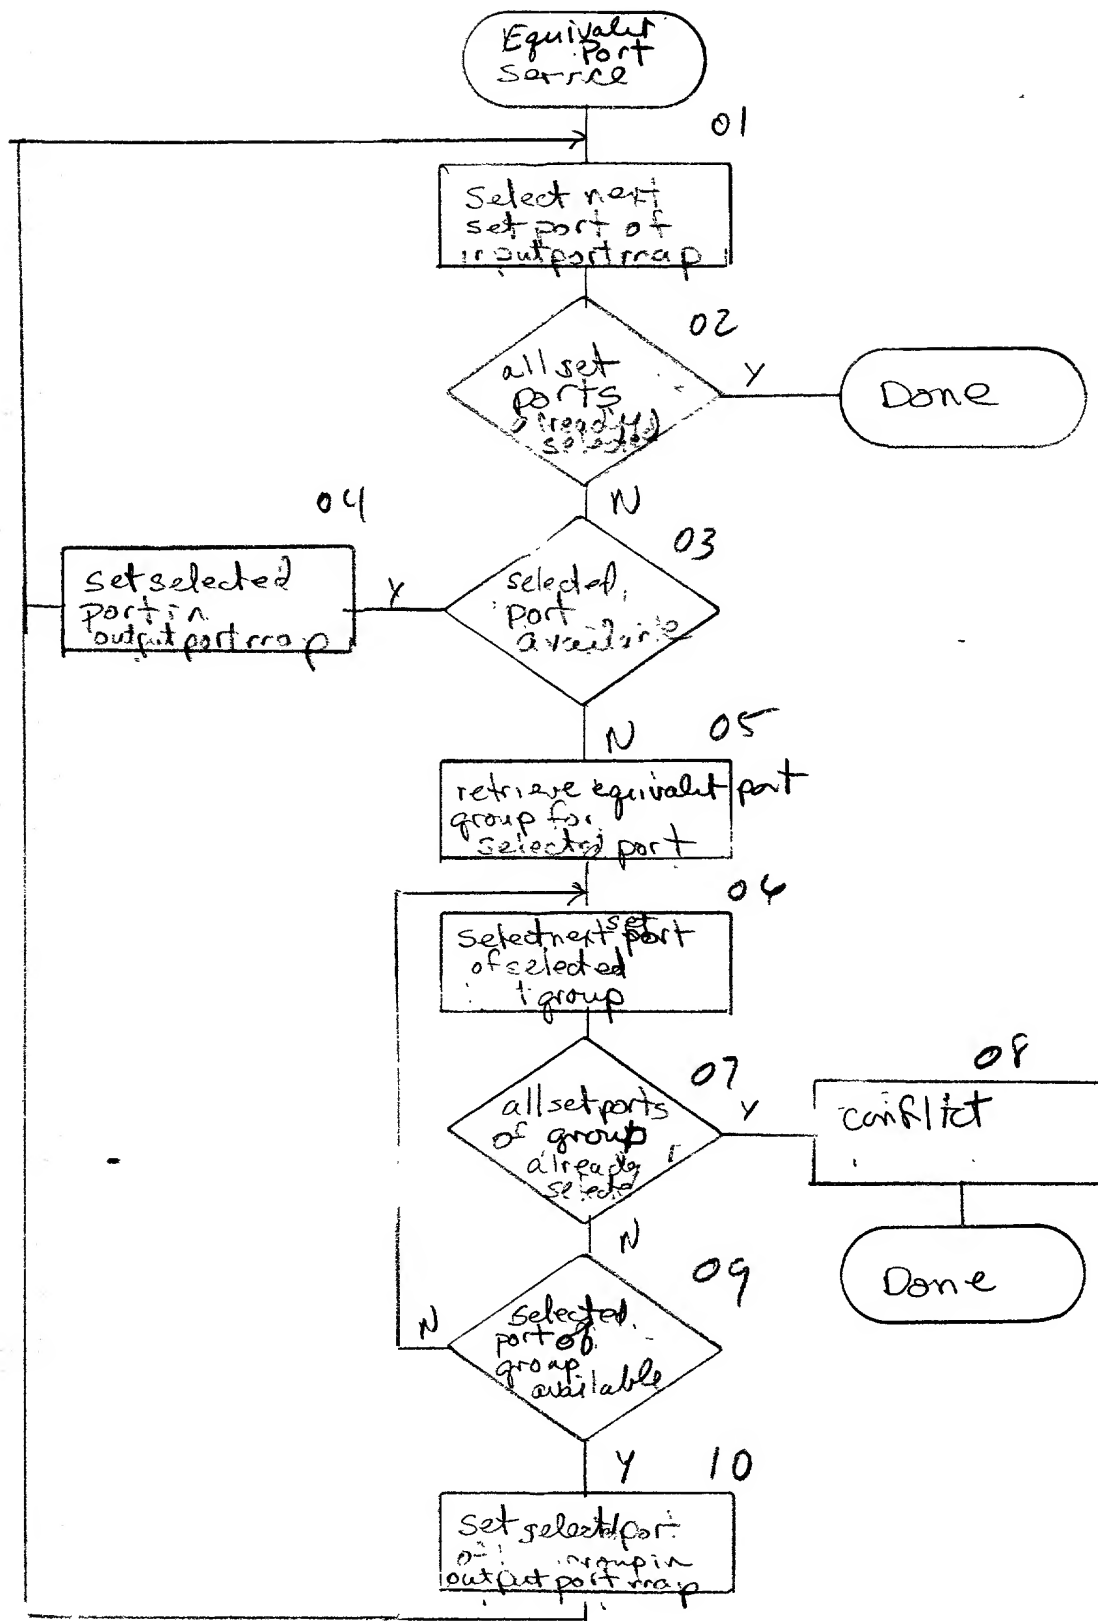 Equivalent
Port
Service
01
Select next
set port of
input port map
02
all set
ports
already
selected
Y
Done
N
04
03
set selected
port in
output port map
Y
selected
port
available
N
05
retrieve equivalent port
group for
selected port
06
set
select next port
of selected
group
07
08
all set ports
of group
already
selected
Y
conflict
N
09
Done
selected
port of
group
available
N
Y
10
set selected port
of group in
output port map